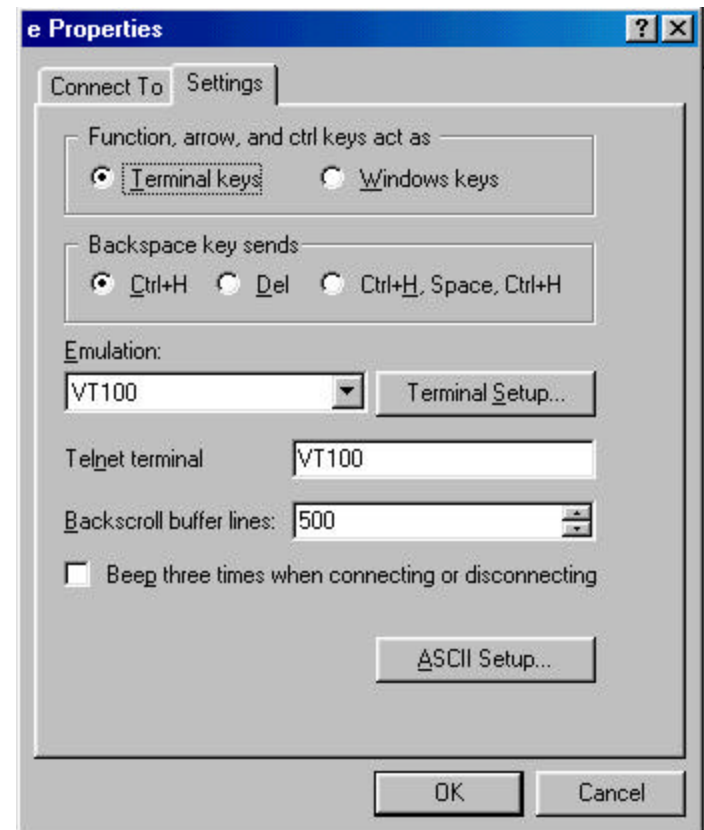 e Properties
Connect To Settings
Function, arrow, and ctrl keys act as
Terminal keys Windows keys
Backspace key sends
Ctrl+H Del Ctrl+H, Space, Ctrl+H
Emulation:
VT100 Terminal Setup...
Telnet terminal VT100
Backscroll buffer lines: 500
Beep three times when connecting or disconnecting
ASCII Setup...
OK Cancel